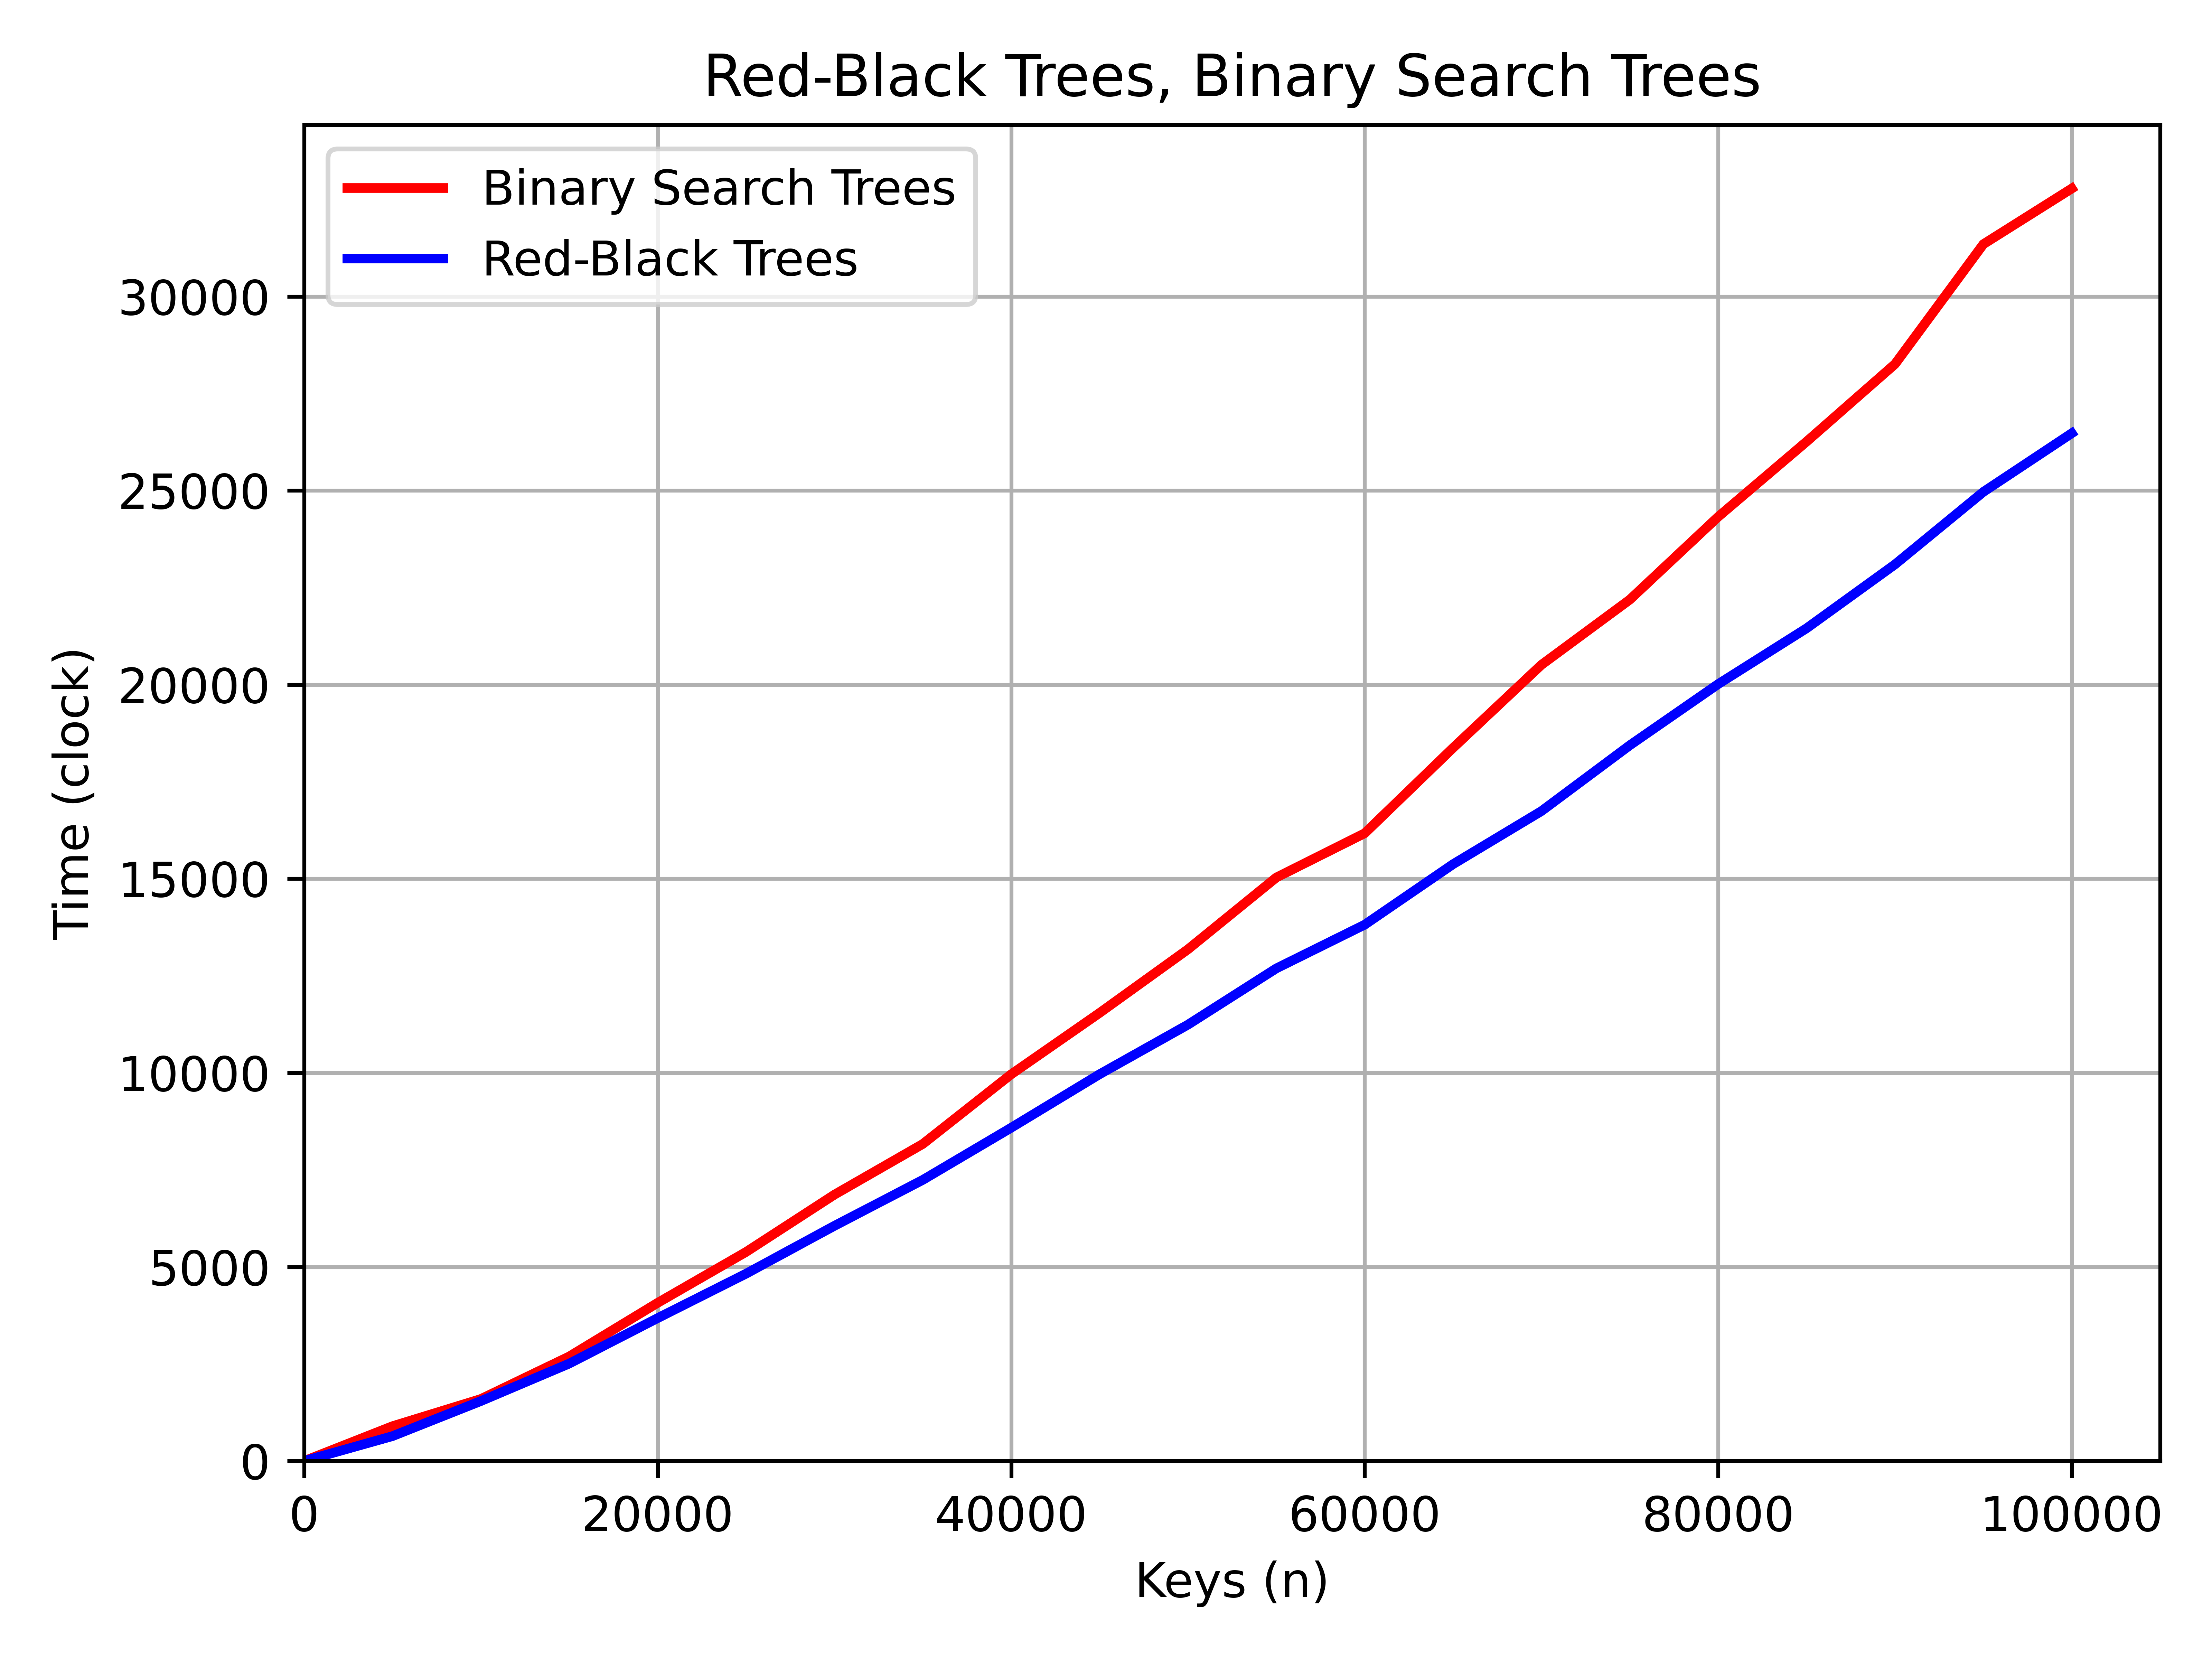 Red-Black Trees, Binary Search Trees
Binary Search Trees
Red-Black Trees
30000
25000
20000
15000
10000
5000
0
Time (clock)
0 20000 40000 60000 80000 100000
Keys (n)